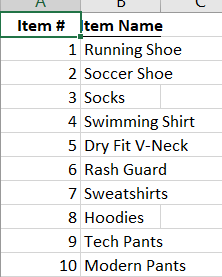 A B C
Item # Item Name
1 Running Shoe
2 Soccer Shoe
3 Socks
4 Swimming Shirt
5 Dry Fit V-Neck
6 Rash Guard
7 Sweatshirts
8 Hoodies
9 Tech Pants
10 Modern Pants